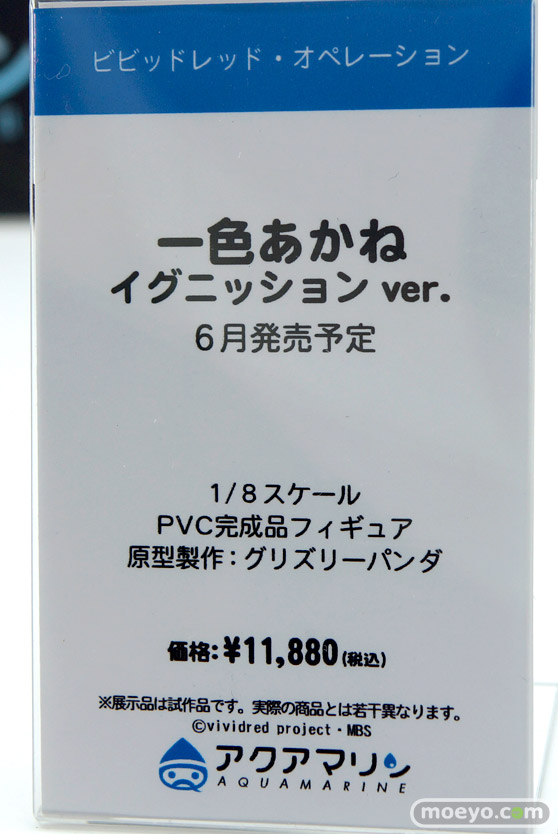 ビビッドレッド・オペレーション
一色あかね
イグニッション ver.
6月発売予定
1/8スケール
PVC完成品フィギュア
原型製作：グリズリーパンダ
価格:¥11,880(税込)
※展示品は試作品です。実際の商品とは若干異なります。
©vividred project・MBS
アクアマリン
AQUAMARINE
moeyo.com